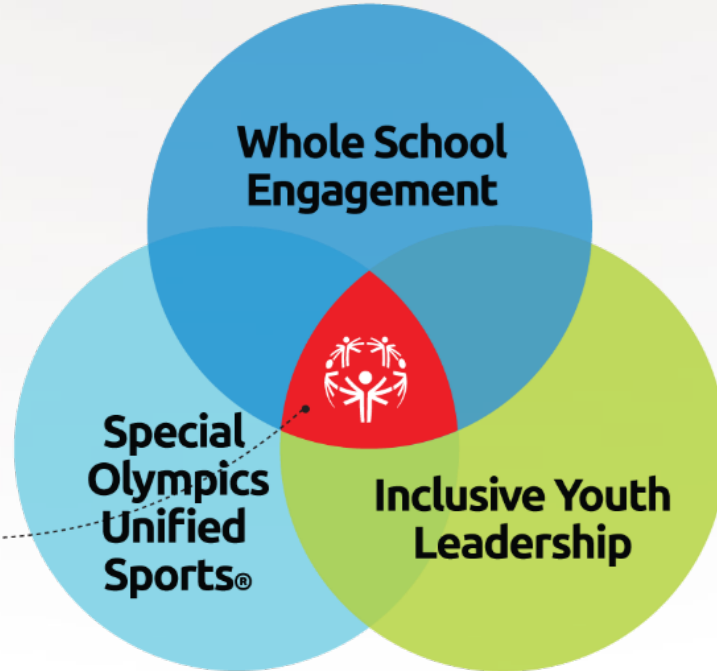 Whole School
Engagement
Special
Olympics
Unified
Sports®
Inclusive Youth
Leadership